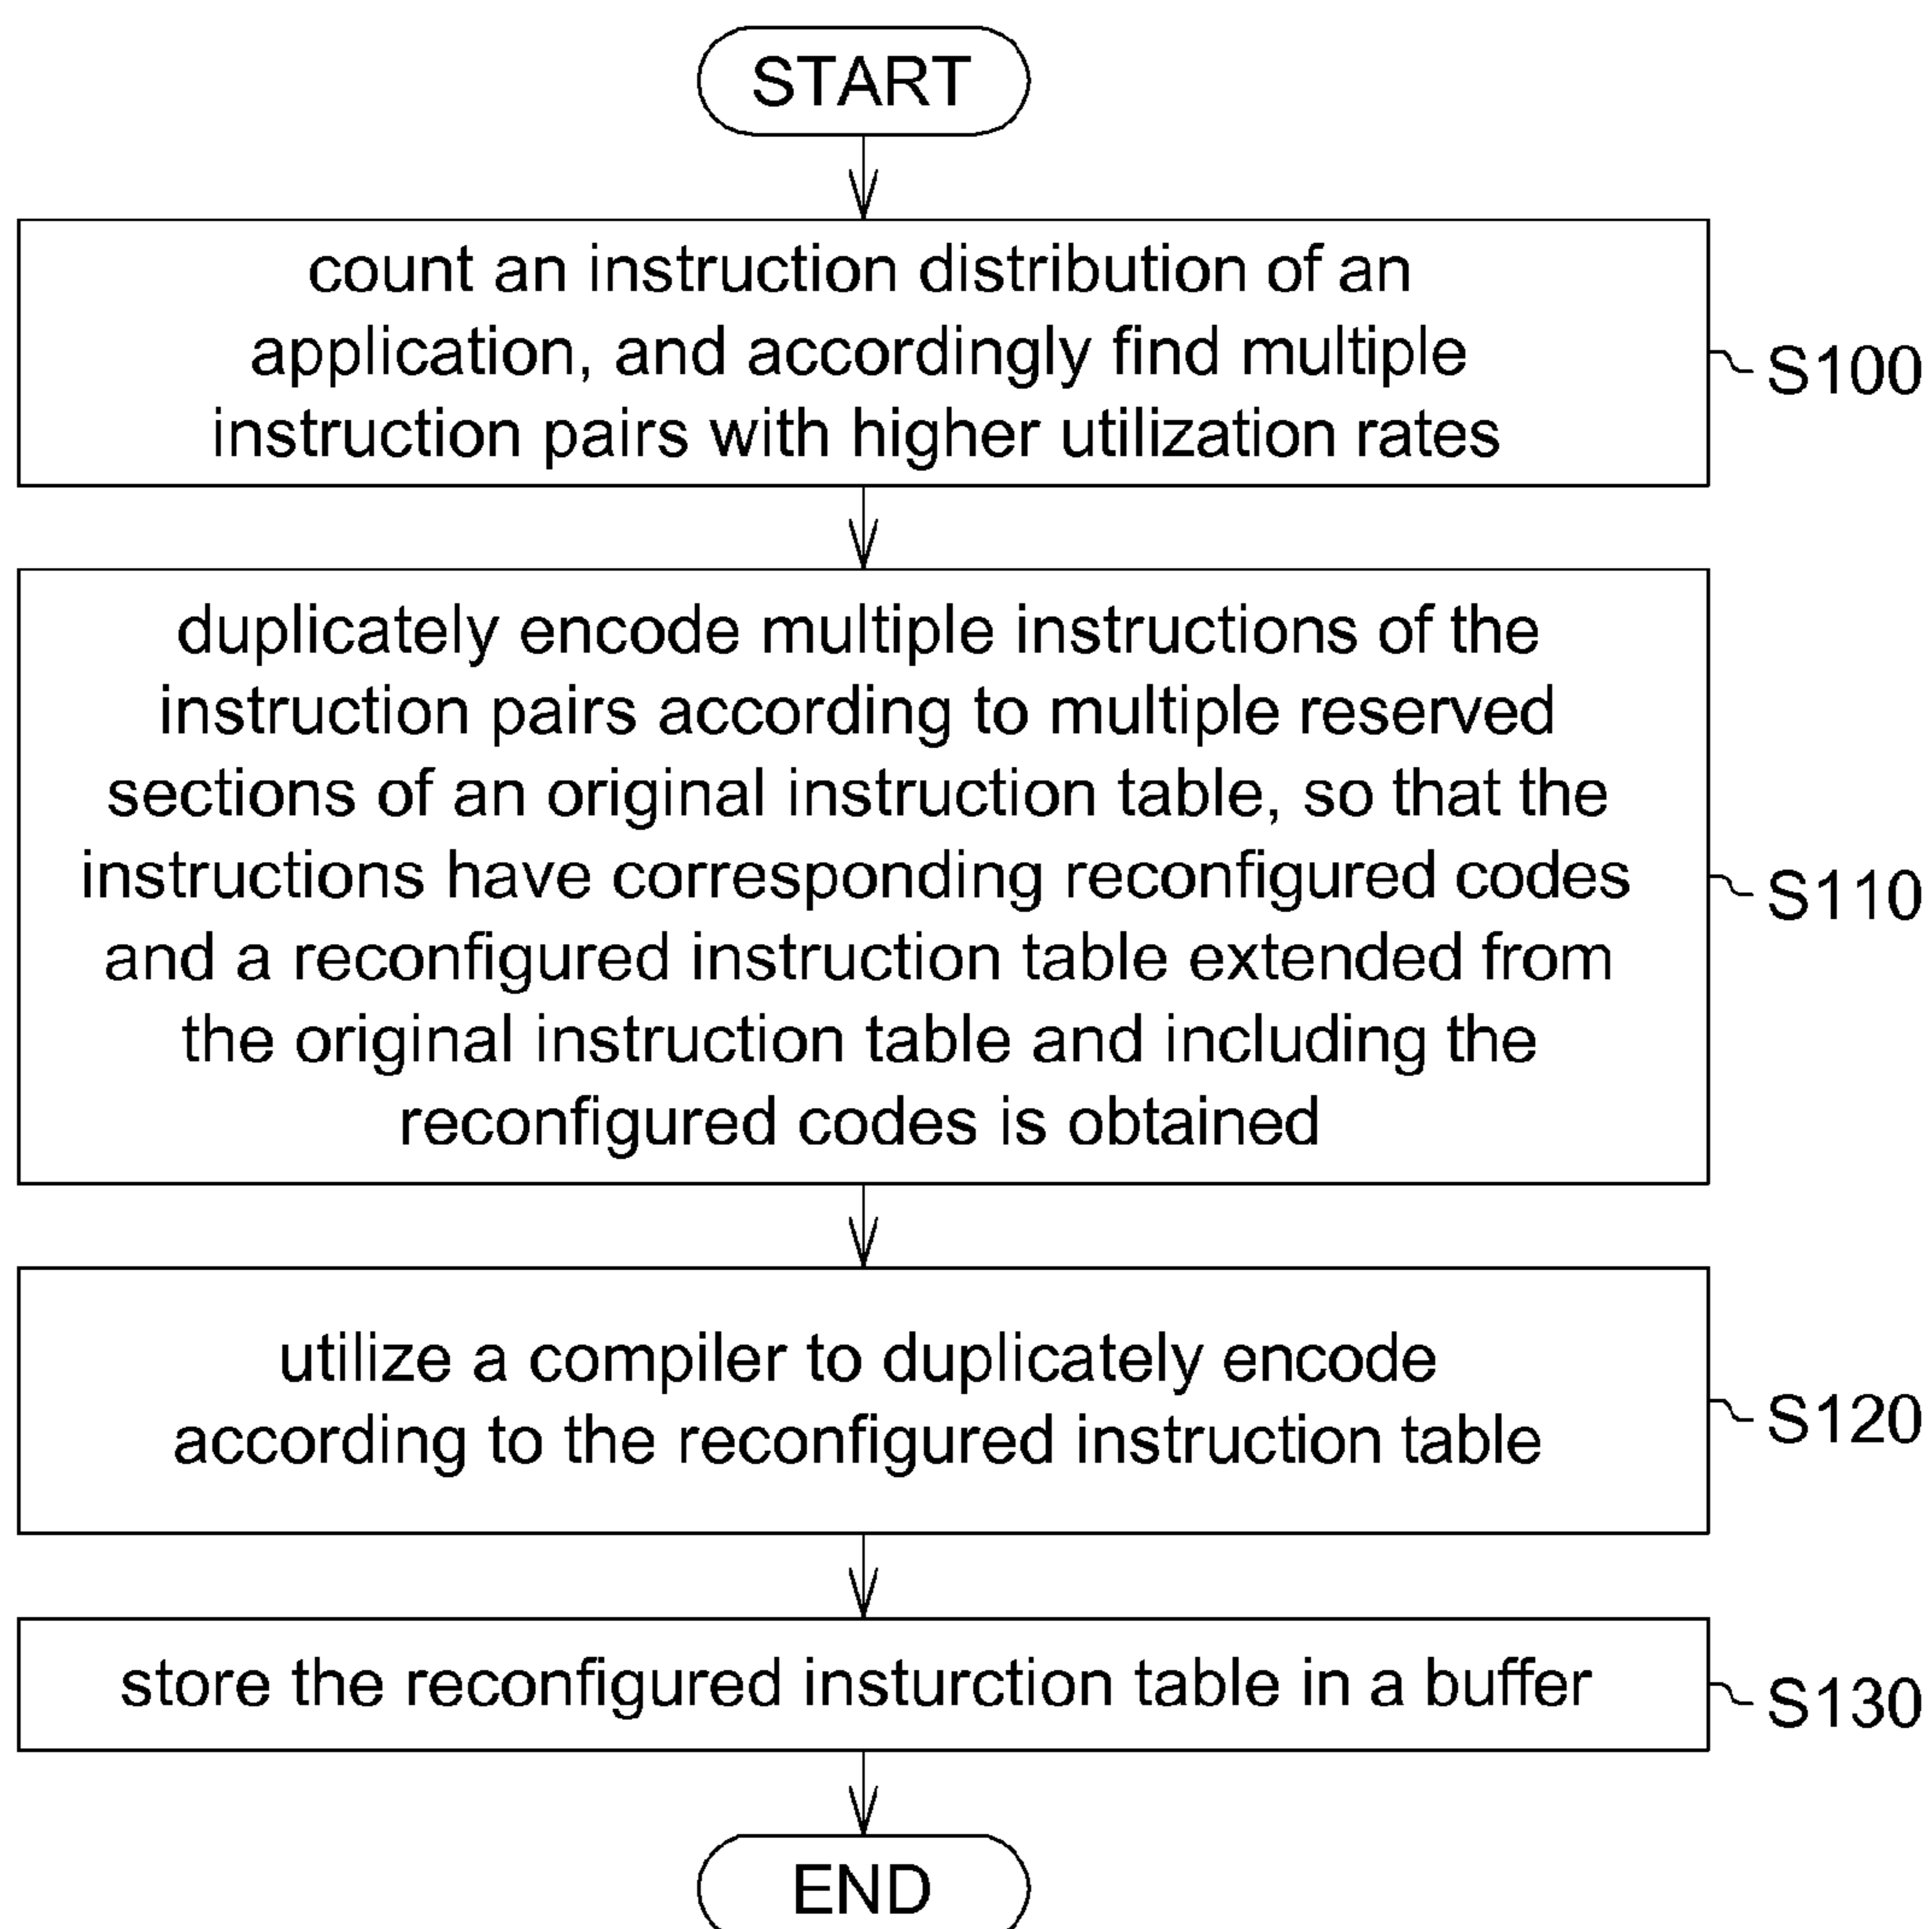 START
count an instruction distribution of an
application, and accordingly find multiple
instruction pairs with higher utilization rates
S100
duplicately encode multiple instructions of the
instruction pairs according to multiple reserved
sections of an original instruction table, so that the
instructions have corresponding reconfigured codes
and a reconfigured instruction table extended from
the original instruction table and including the
reconfigured codes is obtained
S110
utilize a compiler to duplicately encode
according to the reconfigured instruction table
S120
store the reconfigured insturction table in a buffer
S130
END